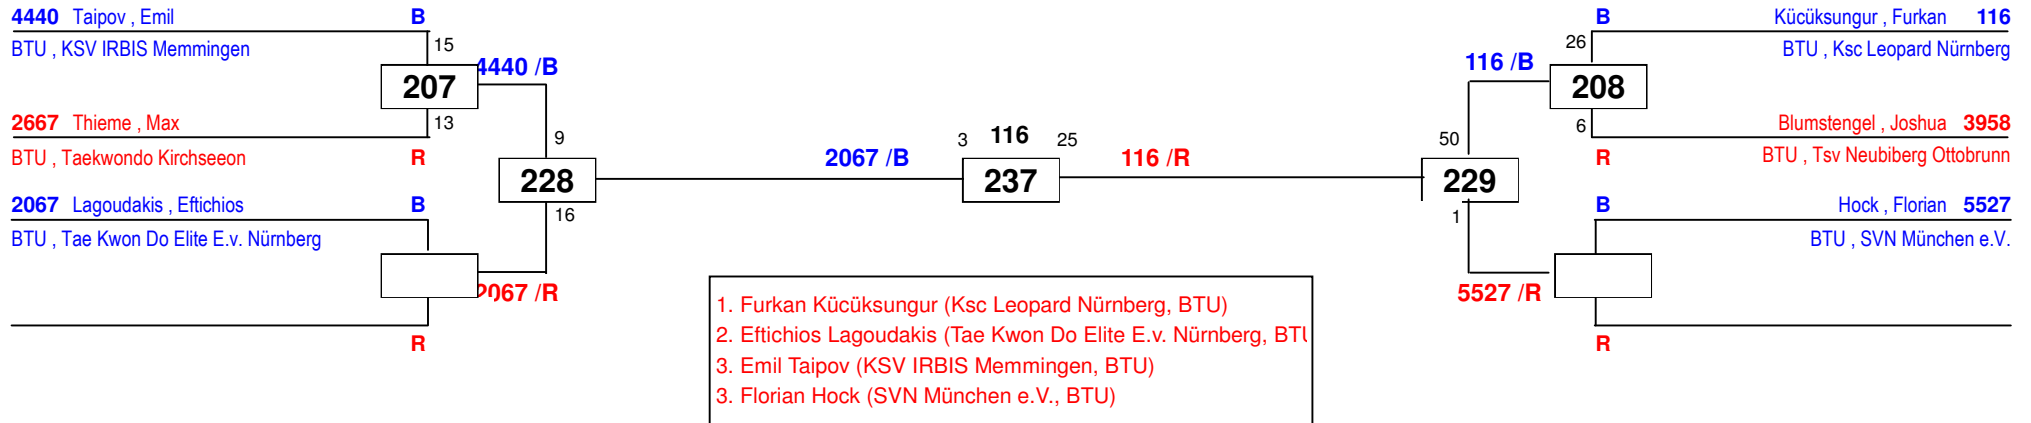 4440 Taipov , Emil B
BTU , KSV IRBIS Memmingen
15
4440 /B
207
2667 Thieme , Max
13
BTU , Taekwondo Kirchseeon R
9
228
16
2067 Lagoudakis , Eftichios B
BTU , Tae Kwon Do Elite E.v. Nürnberg
2067 /R
R
2067 /B
3 116 25
237
116 /R
B Kücüksungur , Furkan 116
26 BTU , Ksc Leopard Nürnberg
116 /B
208
6 Blumstengel , Joshua 3958
R BTU , Tsv Neubiberg Ottobrunn
50
229
1
B Hock , Florian 5527
BTU , SVN München e.V.
5527 /R
R
1. Furkan Kücüksungur (Ksc Leopard Nürnberg, BTU)
2. Eftichios Lagoudakis (Tae Kwon Do Elite E.v. Nürnberg, BTU
3. Emil Taipov (KSV IRBIS Memmingen, BTU)
3. Florian Hock (SVN München e.V., BTU)